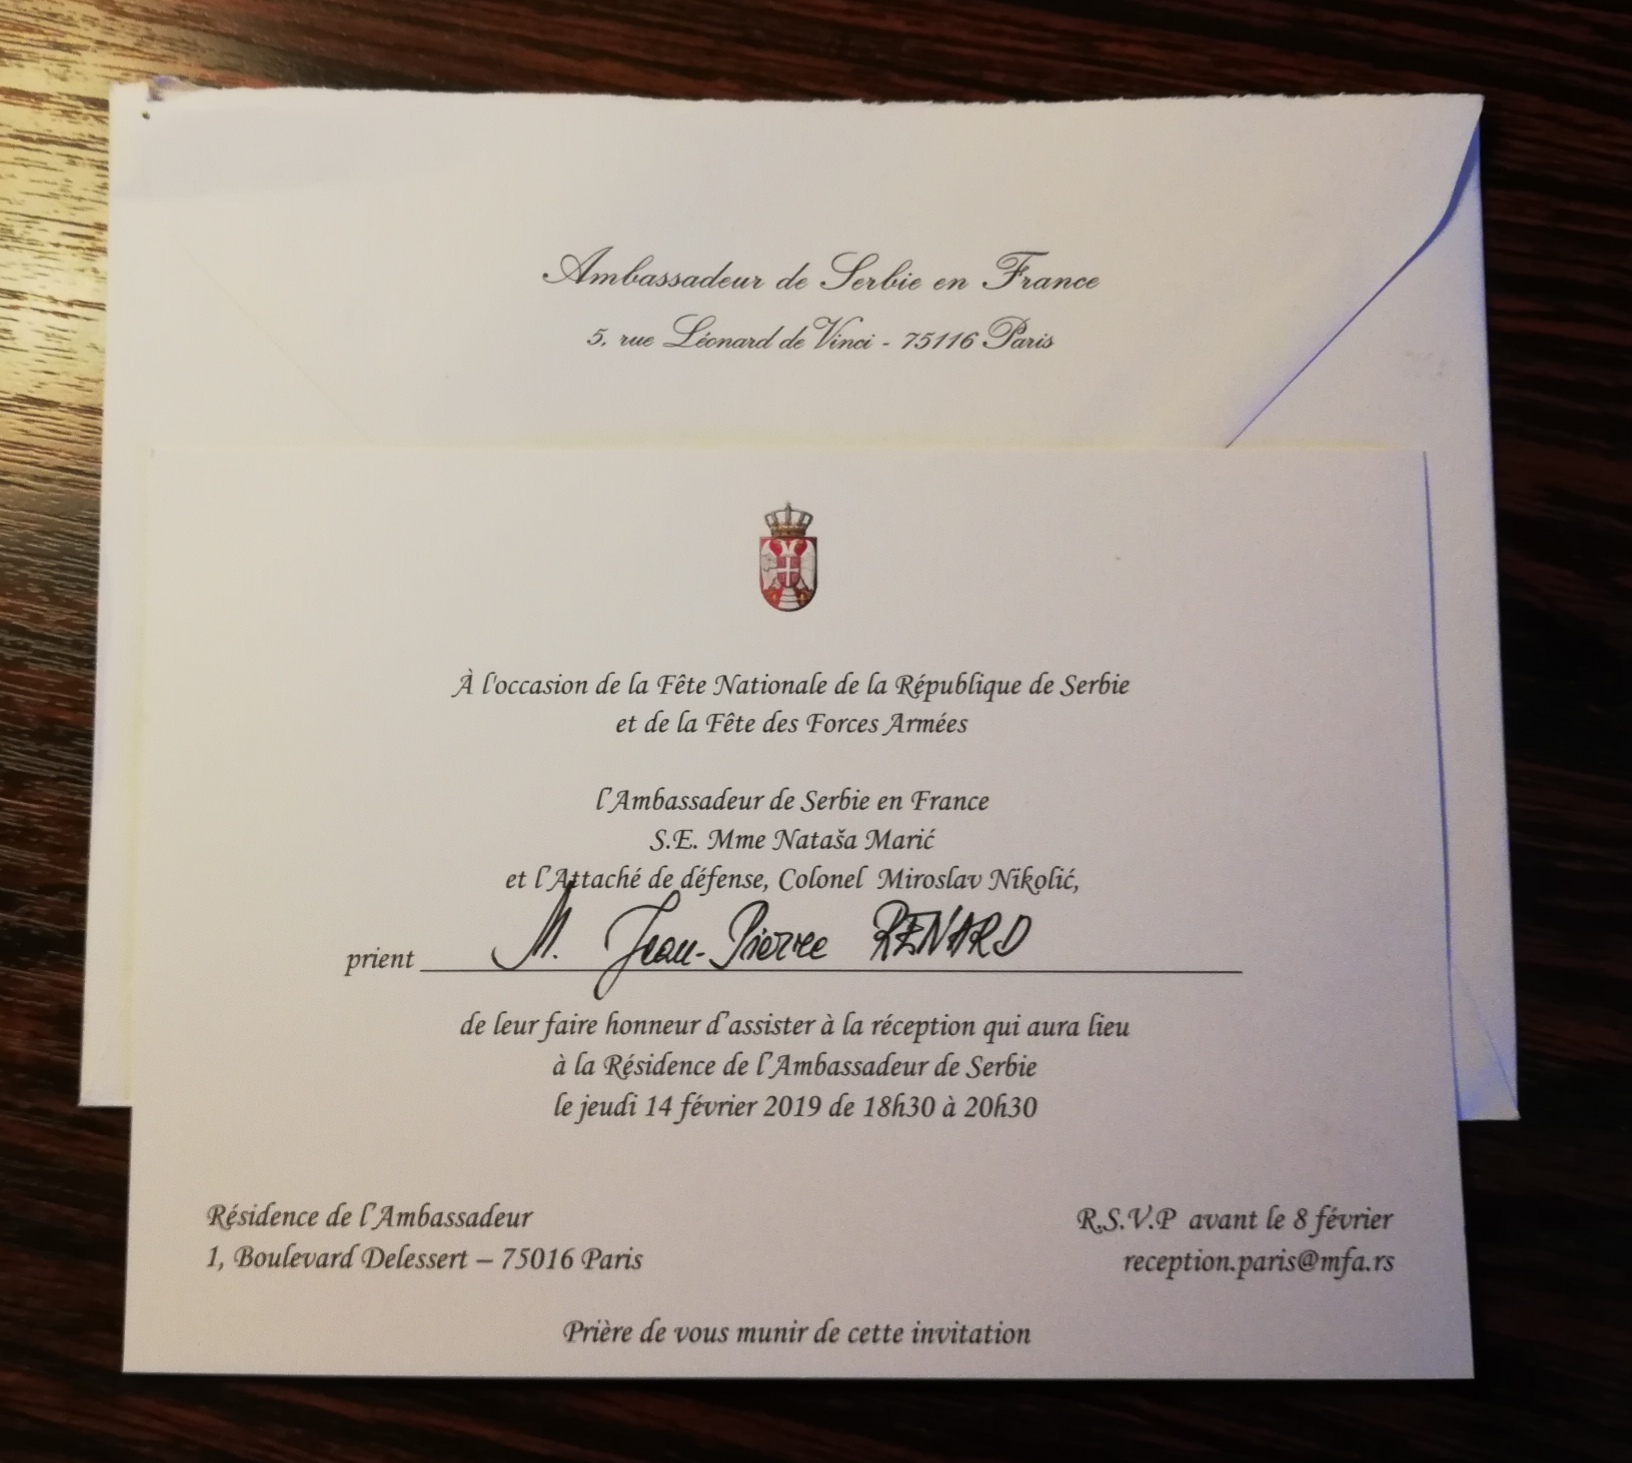 Ambassadeur de Serbie en France
5, rue Léonard de Vinci - 75116 Paris
À l'occasion de la Fête Nationale de la République de Serbie
et de la Fête des Forces Armées
l'Ambassadeur de Serbie en France
S.E. Mme Nataša Marić
et l'Attaché de défense, Colonel Miroslav Nikolić,
prient M. Jean-Pierre RENARD
de leur faire honneur d'assister à la réception qui aura lieu
à la Résidence de l'Ambassadeur de Serbie
le jeudi 14 février 2019 de 18h30 à 20h30
Résidence de l'Ambassadeur
1, Boulevard Delessert – 75016 Paris
R.S.V.P avant le 8 février
reception.paris@mfa.rs
Prière de vous munir de cette invitation